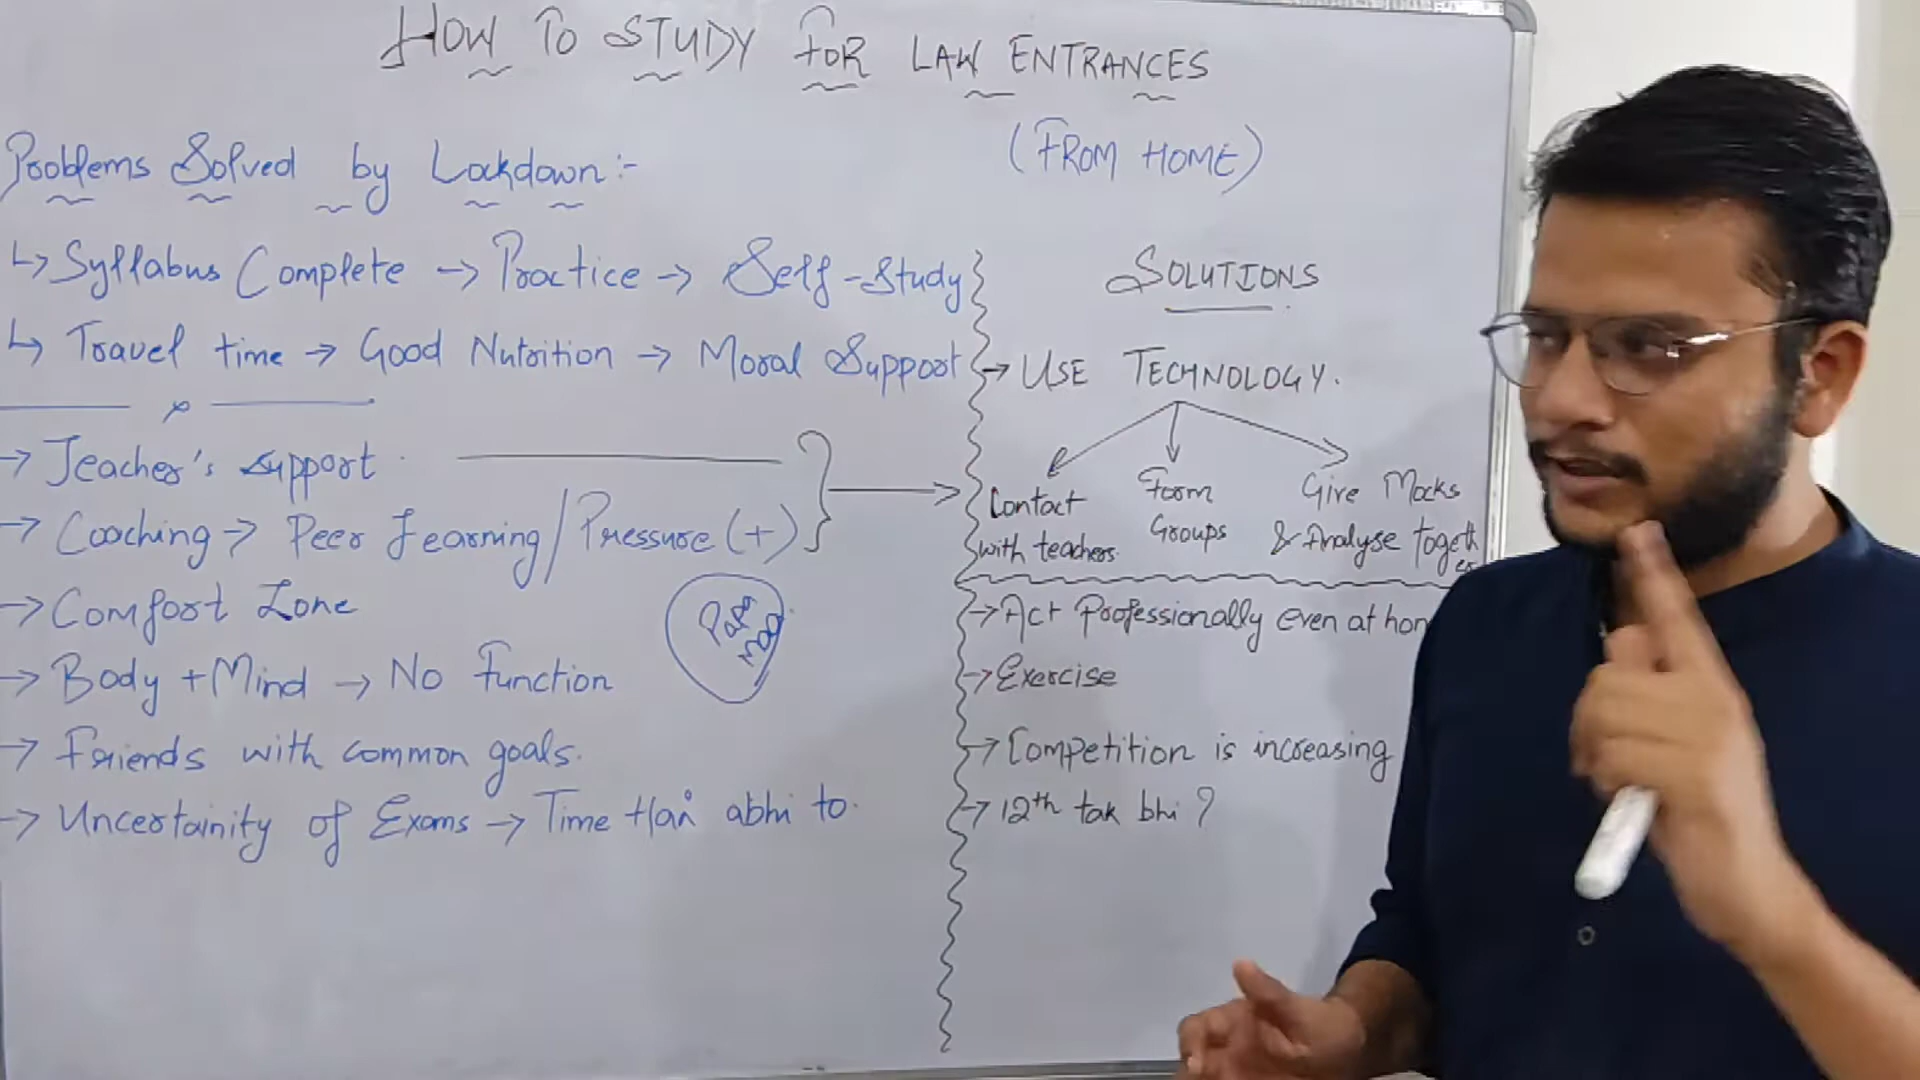 HOW TO STUDY FOR LAW ENTRANCES
(FROM HOME)
Problems Solved by Lockdown:-
↳ Syllabus Complete → Practice → Self-Study
↳ Travel time → Good Nutrition → Moral Support
→ Teacher's support
→ Coaching → Peer Learning/Pressure (+)
→ Comfort Zone
→ Body + Mind → No Function
→ Friends with common goals.
→ Uncertainity of Exams → Time Hai abhi to
SOLUTIONS
→ USE TECHNOLOGY.
Contact with teachers
Form Groups
Give Mocks & Analyse together
→ Act Professionally even at hom
→ Exercise
→ Competition is increasing
→ 12th tak bhi ?